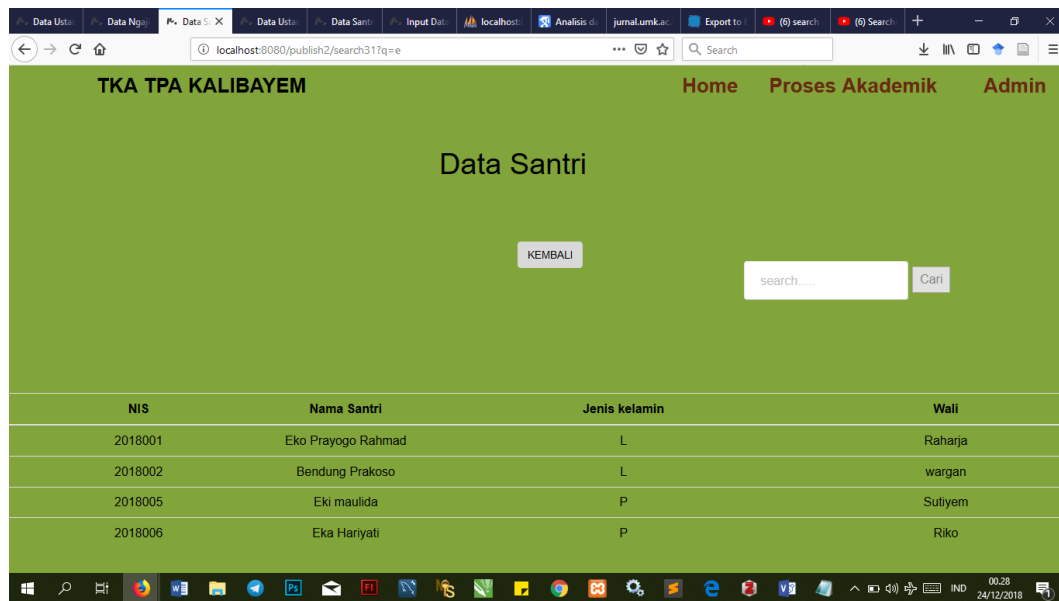 Data Ustad Data Ngaji Data S Data Ustad Data Santri Input Data localhost: Analisis da jurnal.umk.ac. Export to (6) search (6) Search
localhost:8080/publish2/search31?q=e Search
TKA TPA KALIBAYEM Home Proses Akademik Admin
Data Santri
KEMBALI
search..... Cari
NIS Nama Santri Jenis kelamin Wali
2018001 Eko Prayogo Rahmad L Raharja
2018002 Bendung Prakoso L wargan
2018005 Eki maulida P Sutiyem
2018006 Eka Hariyati P Riko
IND 00.28
24/12/2018